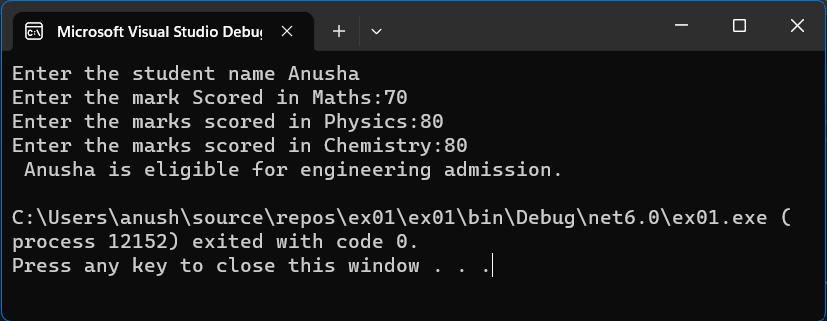 Microsoft Visual Studio Debu
Enter the student name Anusha
Enter the mark Scored in Maths:70
Enter the marks scored in Physics:80
Enter the marks scored in Chemistry:80
 Anusha is eligible for engineering admission.
C:\Users\anush\source\repos\ex01\ex01\bin\Debug\net6.0\ex01.exe (
process 12152) exited with code 0.
Press any key to close this window . . .